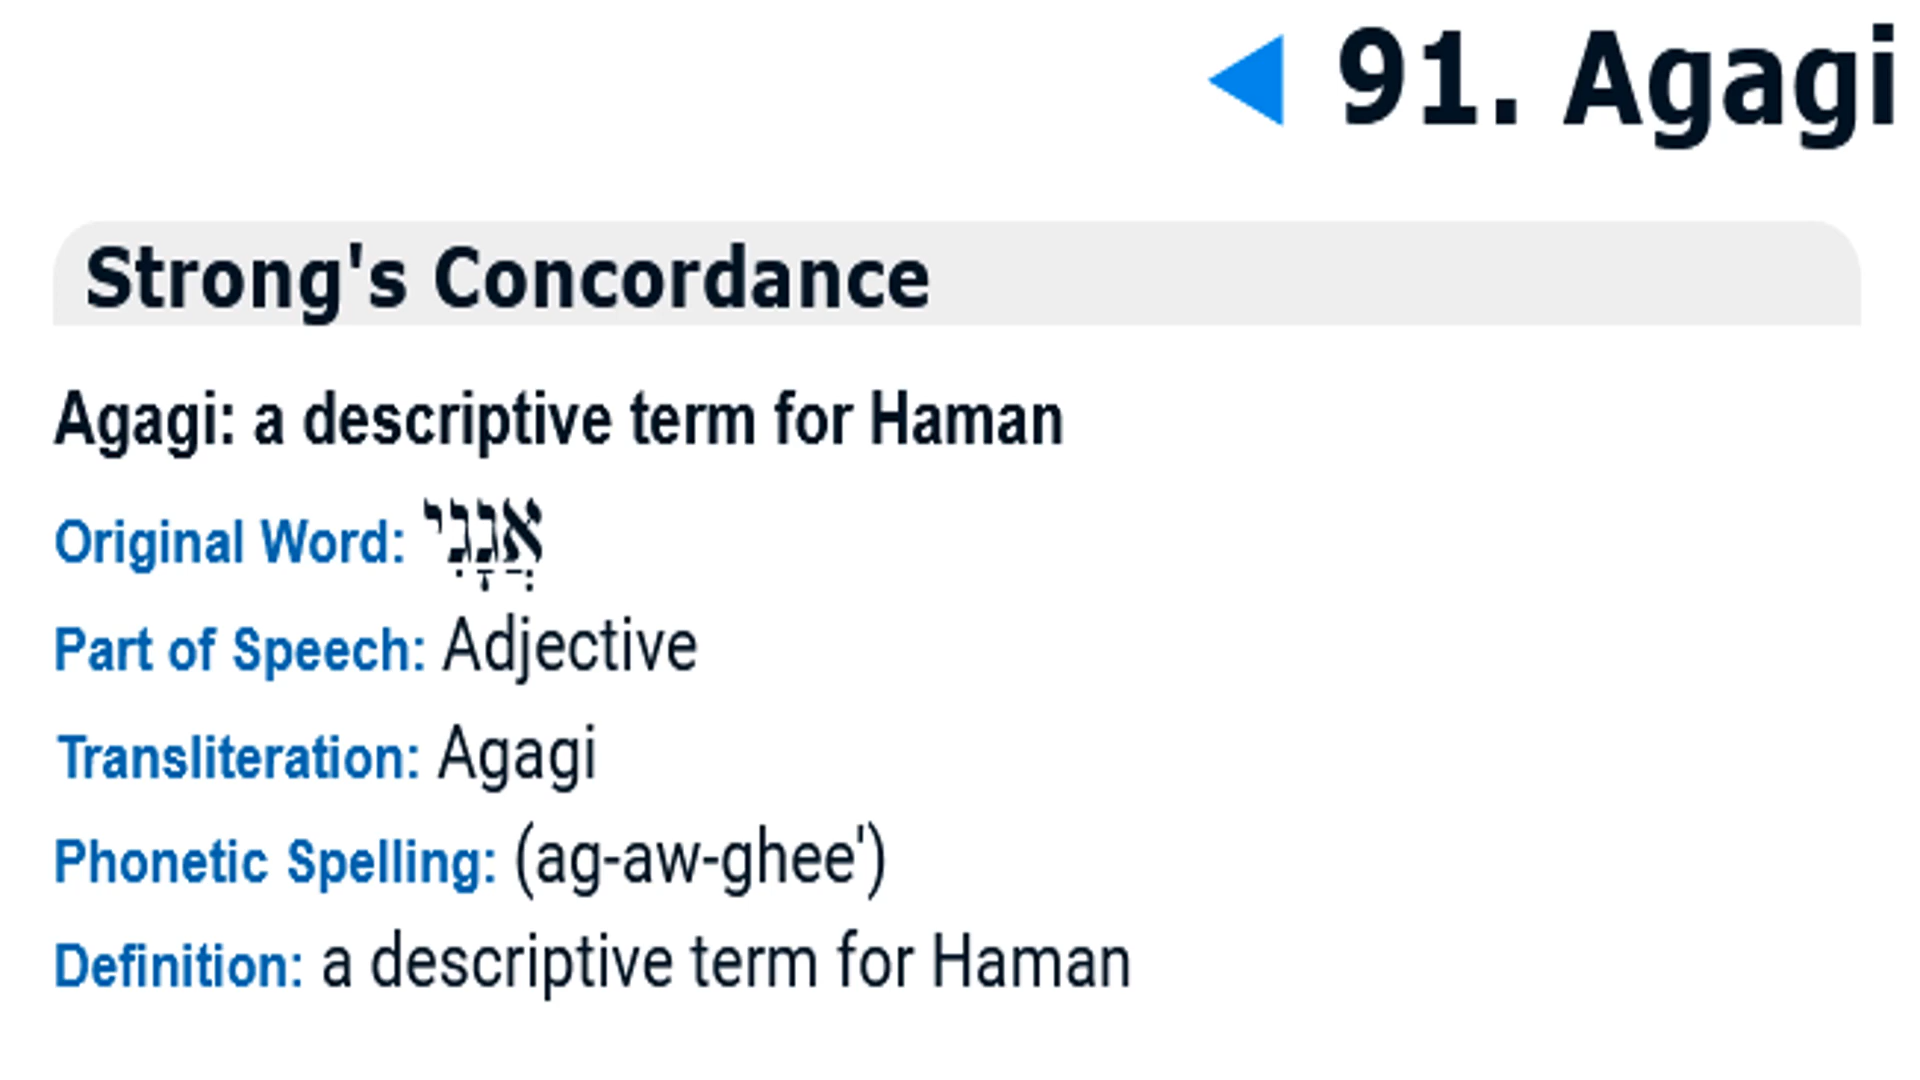 91. Agagi
Strong's Concordance
Agagi: a descriptive term for Haman
Original Word: אֲגָגִי
Part of Speech: Adjective
Transliteration: Agagi
Phonetic Spelling: (ag-aw-ghee')
Definition: a descriptive term for Haman